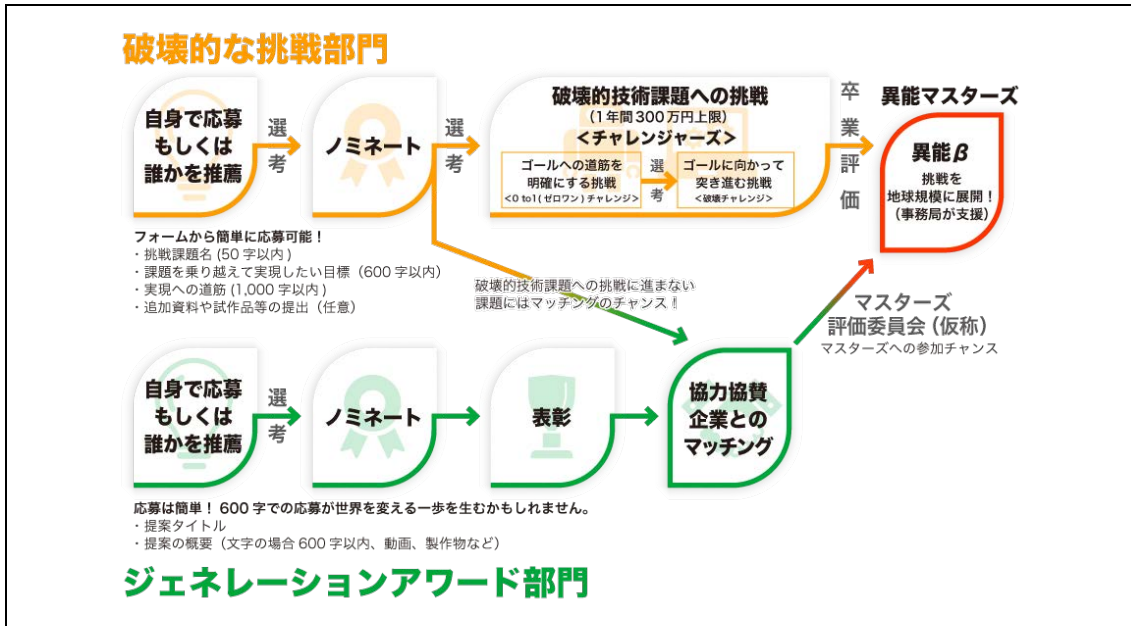 破壊的な挑戦部門
自身で応募
もしくは
誰かを推薦
選考
ノミネート
選考
破壊的技術課題への挑戦
(1年間300万円上限)
<チャレンジャーズ>
ゴールへの道筋を
明確にする挑戦
<0 to1(ゼロワン)チャレンジ>
選考
ゴールに向かって
突き進む挑戦
<破壊チャレンジ>
卒業評価
異能マスターズ
異能β
挑戦を
地球規模に展開!
(事務局が支援)
フォームから簡単に応募可能!
・挑戦課題名(50字以内)
・課題を乗り越えて実現したい目標(600字以内)
・実現への道筋(1,000字以内)
・追加資料や試作品等の提出(任意)
破壊的技術課題への挑戦に進まない
課題にはマッチングのチャンス!
マスターズ
評価委員会(仮称)
マスターズへの参加チャンス
自身で応募
もしくは
誰かを推薦
選考
ノミネート
表彰
協力協賛
企業との
マッチング
応募は簡単! 600字での応募が世界を変える一歩を生むかもしれません。
・提案タイトル
・提案の概要(文字の場合600字以内、動画、製作物など)
ジェネレーションアワード部門